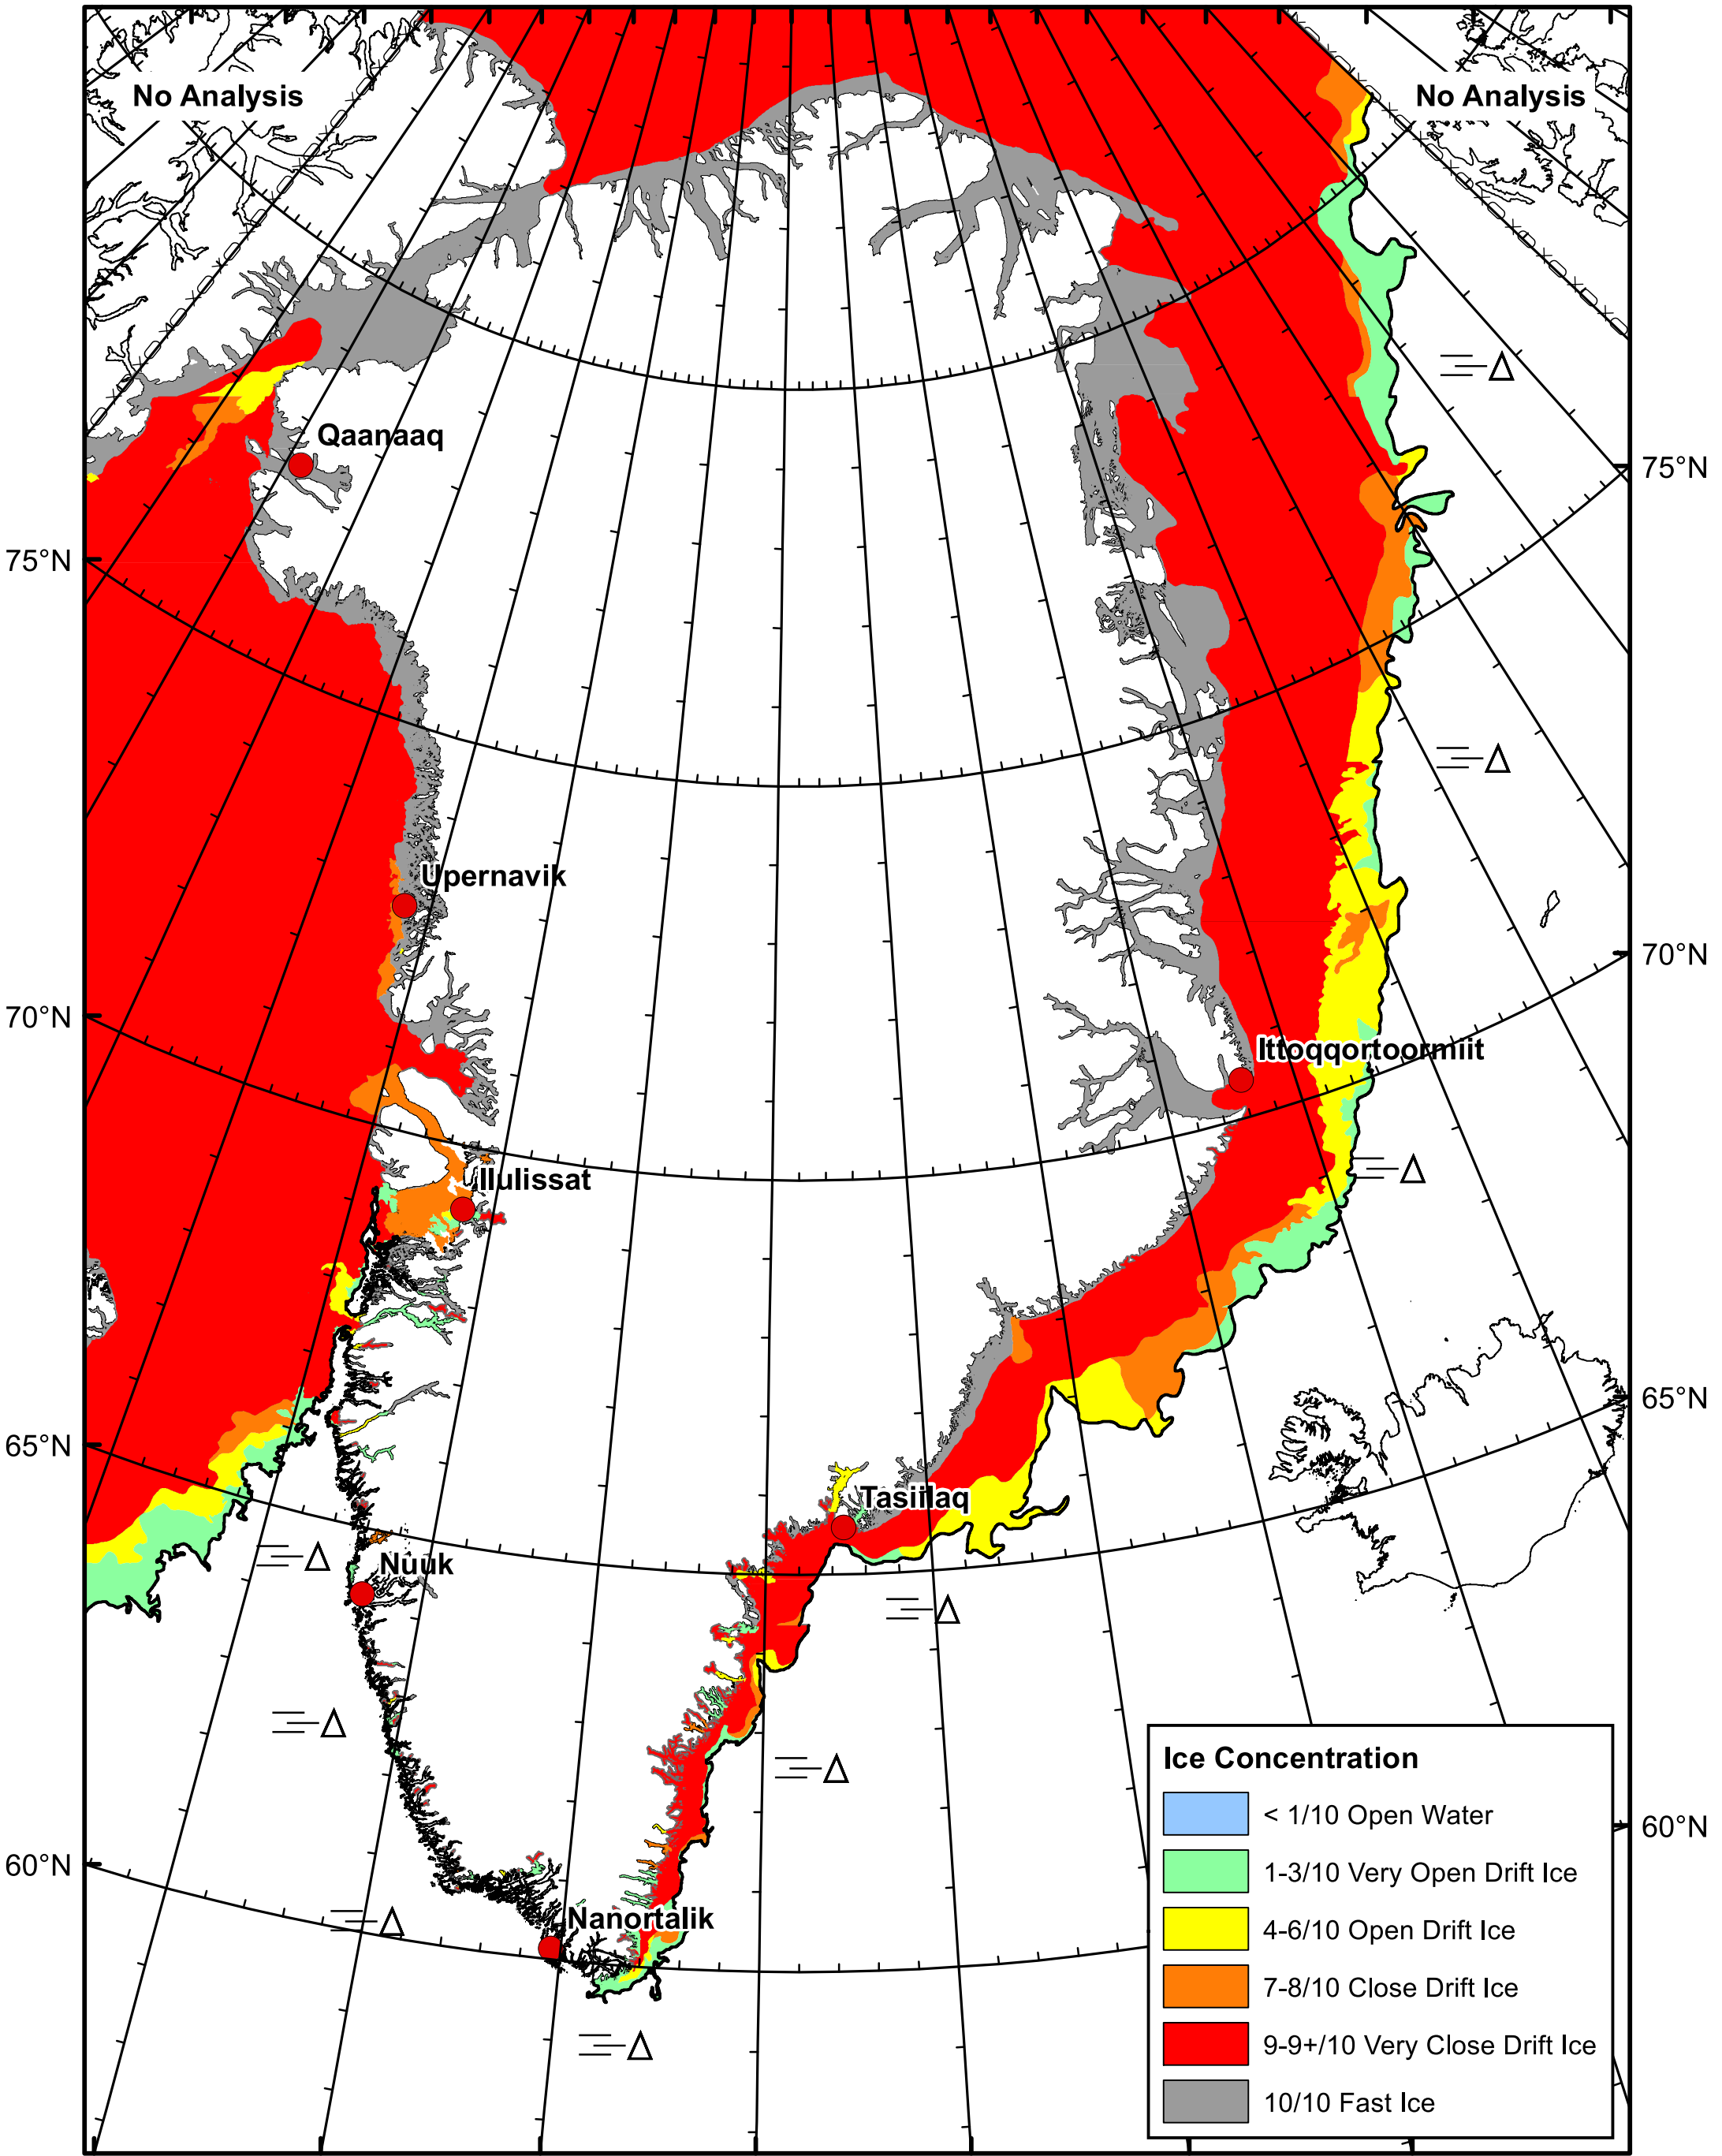 No Analysis
No Analysis
Qaanaaq
75°N
75°N
Upernavik
70°N
70°N
Ittoqqortoormiit
Ilulissat
65°N
65°N
Tasiilaq
Nuuk
Ice Concentration
< 1/10 Open Water
60°N
60°N
1-3/10 Very Open Drift Ice
Nanortalik
4-6/10 Open Drift Ice
7-8/10 Close Drift Ice
9-9+/10 Very Close Drift Ice
10/10 Fast Ice